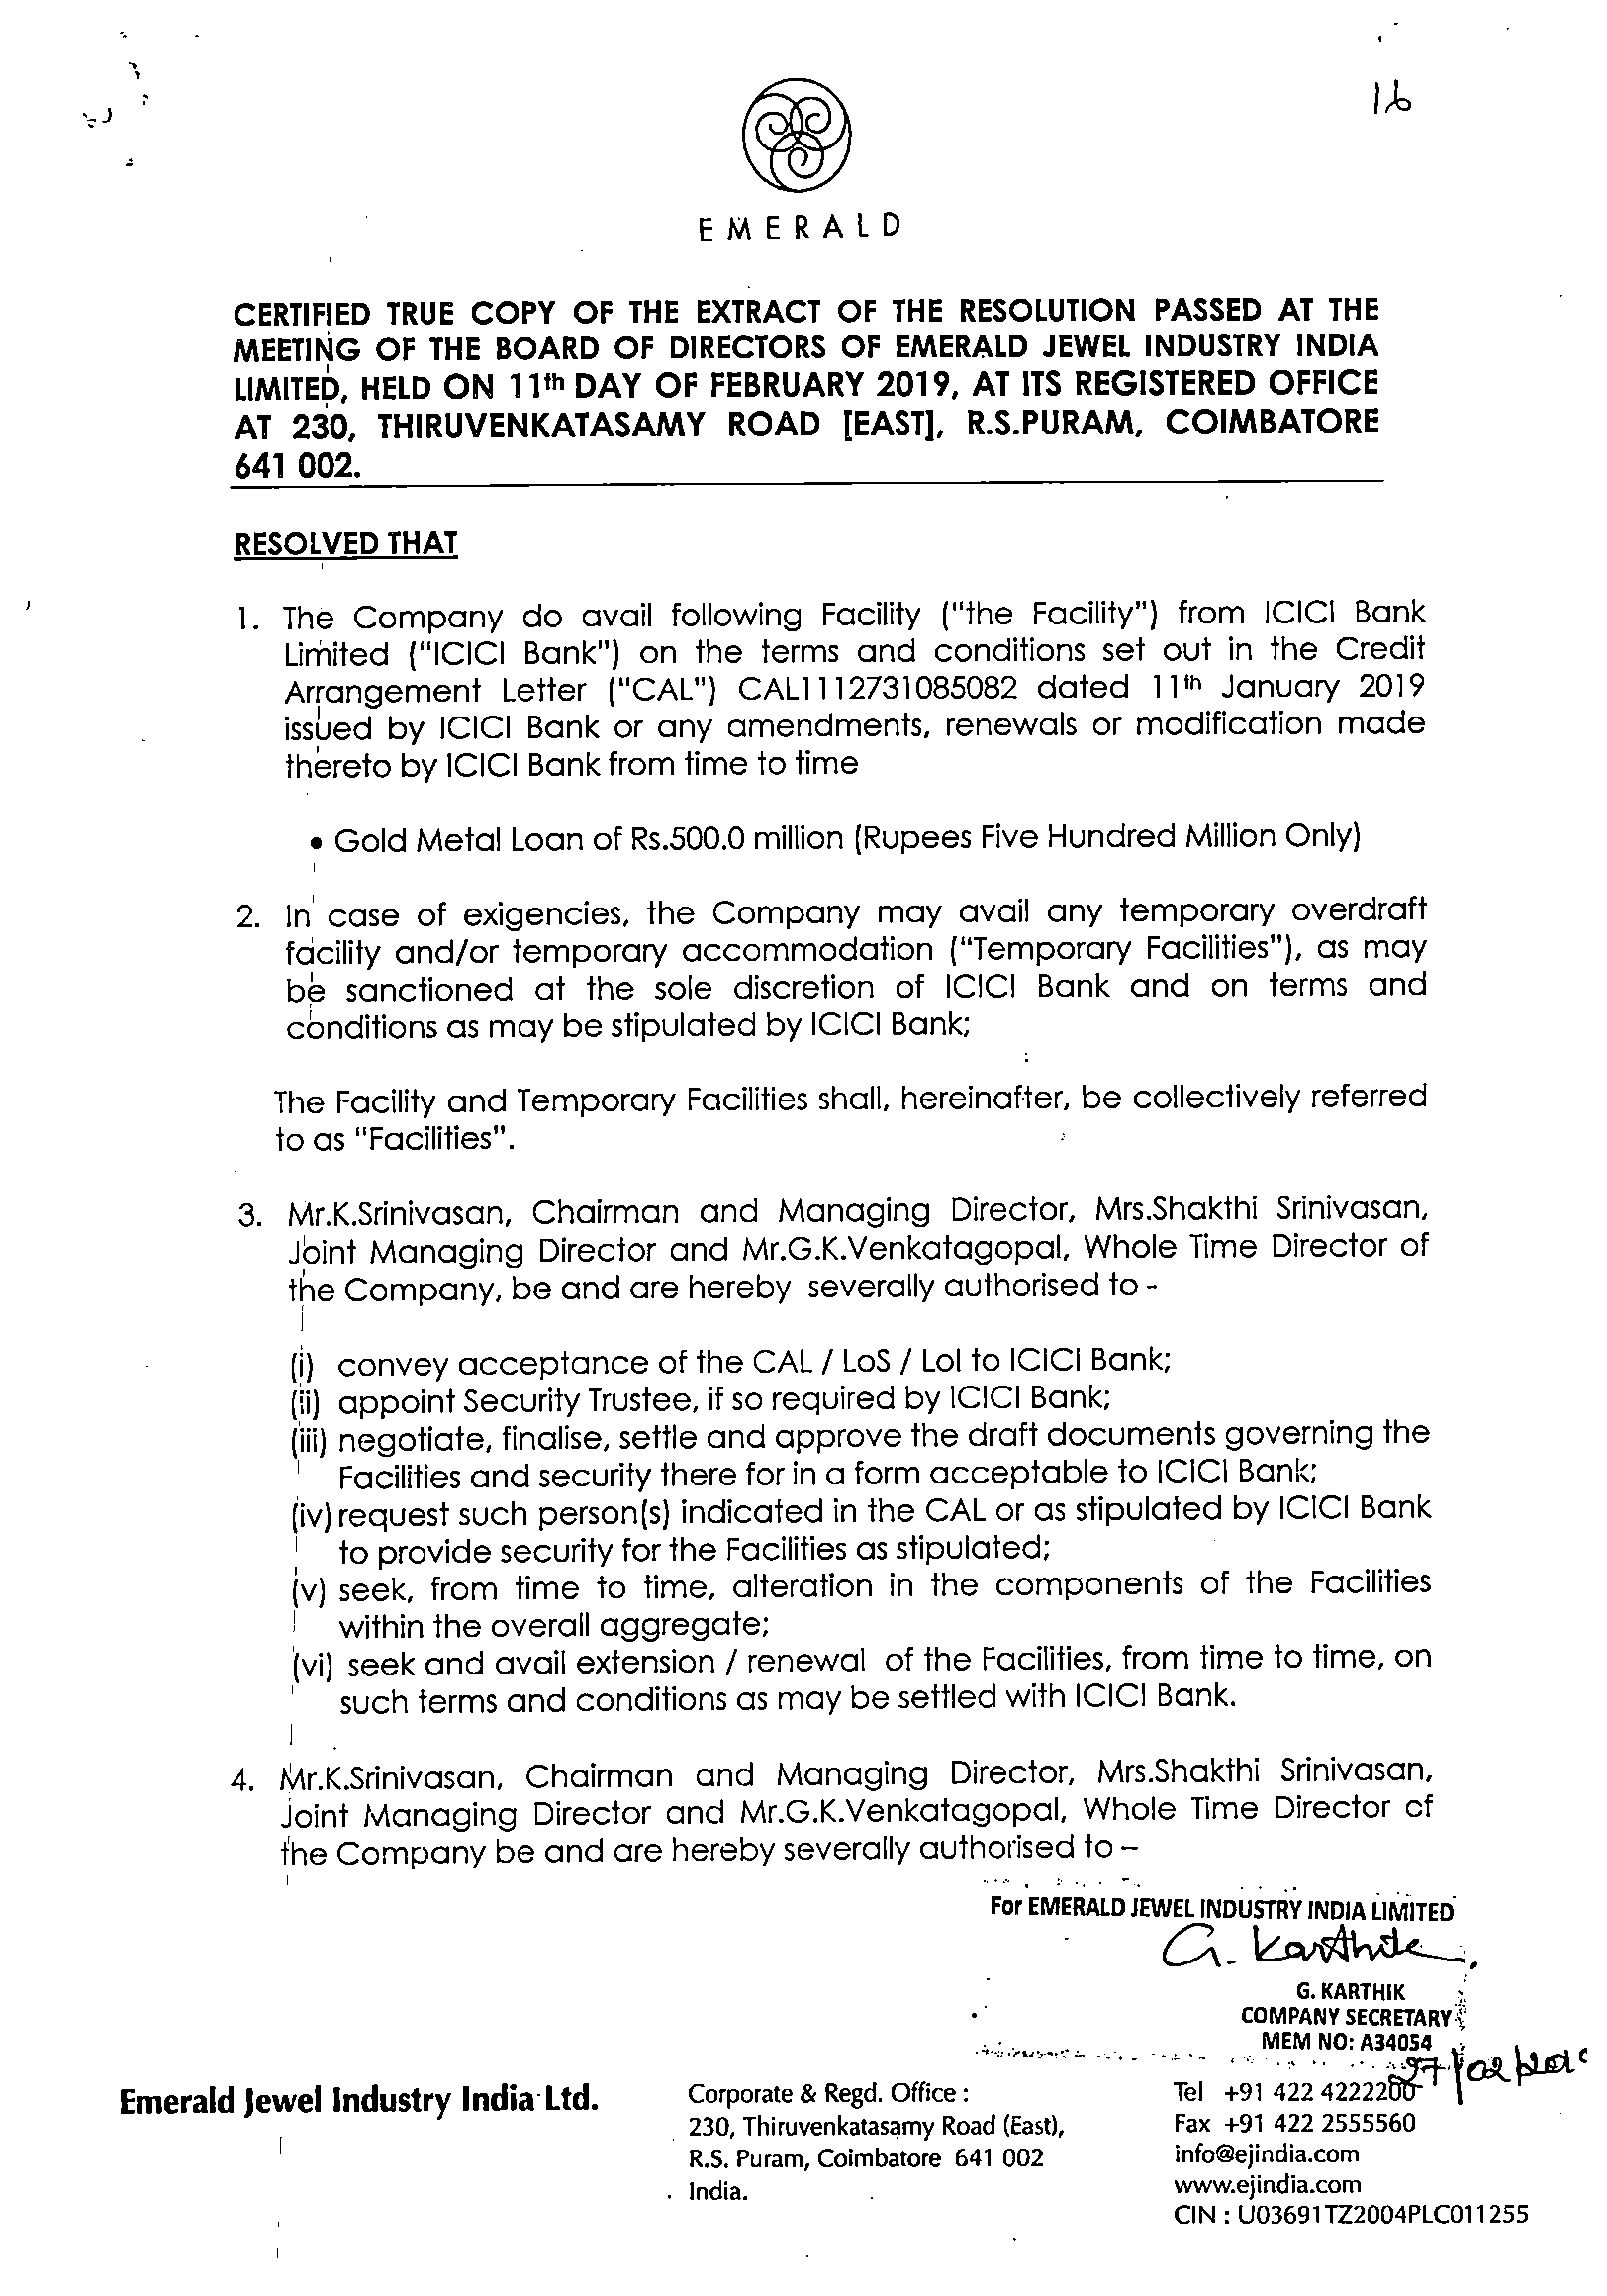 16
EMERALD
CERTIFIED TRUE COPY OF THE EXTRACT OF THE RESOLUTION PASSED AT THE
MEETING OF THE BOARD OF DIRECTORS OF EMERALD JEWEL INDUSTRY INDIA
LIMITED, HELD ON 11th DAY OF FEBRUARY 2019, AT ITS REGISTERED OFFICE
AT 230, THIRUVENKATASAMY ROAD [EAST], R.S.PURAM, COIMBATORE
641 002.
RESOLVED THAT
1. The Company do avail following Facility ("the Facility") from ICICI Bank
Limited ("ICICI Bank") on the terms and conditions set out in the Credit
Arrangement Letter ("CAL") CAL1112731085082 dated 11th January 2019
issued by ICICI Bank or any amendments, renewals or modification made
thereto by ICICI Bank from time to time
• Gold Metal Loan of Rs.500.0 million (Rupees Five Hundred Million Only)
2. In case of exigencies, the Company may avail any temporary overdraft
facility and/or temporary accommodation ("Temporary Facilities"), as may
be sanctioned at the sole discretion of ICICI Bank and on terms and
conditions as may be stipulated by ICICI Bank;
The Facility and Temporary Facilities shall, hereinafter, be collectively referred
to as "Facilities".
3. Mr.K.Srinivasan, Chairman and Managing Director, Mrs.Shakthi Srinivasan,
Joint Managing Director and Mr.G.K.Venkatagopal, Whole Time Director of
the Company, be and are hereby severally authorised to -
(i) convey acceptance of the CAL / LoS / LoI to ICICI Bank;
(ii) appoint Security Trustee, if so required by ICICI Bank;
(iii) negotiate, finalise, settle and approve the draft documents governing the
Facilities and security there for in a form acceptable to ICICI Bank;
(iv) request such person(s) indicated in the CAL or as stipulated by ICICI Bank
to provide security for the Facilities as stipulated;
(v) seek, from time to time, alteration in the components of the Facilities
within the overall aggregate;
(vi) seek and avail extension / renewal of the Facilities, from time to time, on
such terms and conditions as may be settled with ICICI Bank.
4. Mr.K.Srinivasan, Chairman and Managing Director, Mrs.Shakthi Srinivasan,
Joint Managing Director and Mr.G.K.Venkatagopal, Whole Time Director of
the Company be and are hereby severally authorised to –
For EMERALD JEWEL INDUSTRY INDIA LIMITED
G. Karthik
G. KARTHIK
COMPANY SECRETARY
MEM NO: A34054
Emerald Jewel Industry India Ltd.
Corporate & Regd. Office :
230, Thiruvenkatasamy Road (East),
R.S. Puram, Coimbatore 641 002
India.
Tel +91 422 4222200
Fax +91 422 2555560
info@ejindia.com
www.ejindia.com
CIN : U03691TZ2004PLC011255